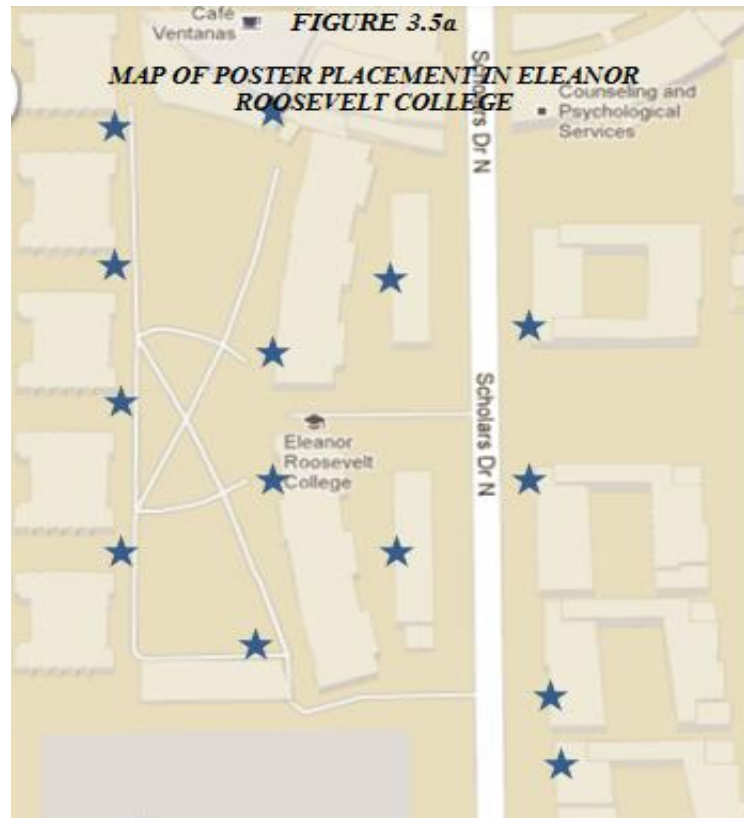 Café
Ventanas
FIGURE 3.5a
MAP OF POSTER PLACEMENT IN ELEANOR
ROOSEVELT COLLEGE
Scholars Dr N
Counseling and
Psychological
Services
Scholars Dr N
Eleanor
Roosevelt
College